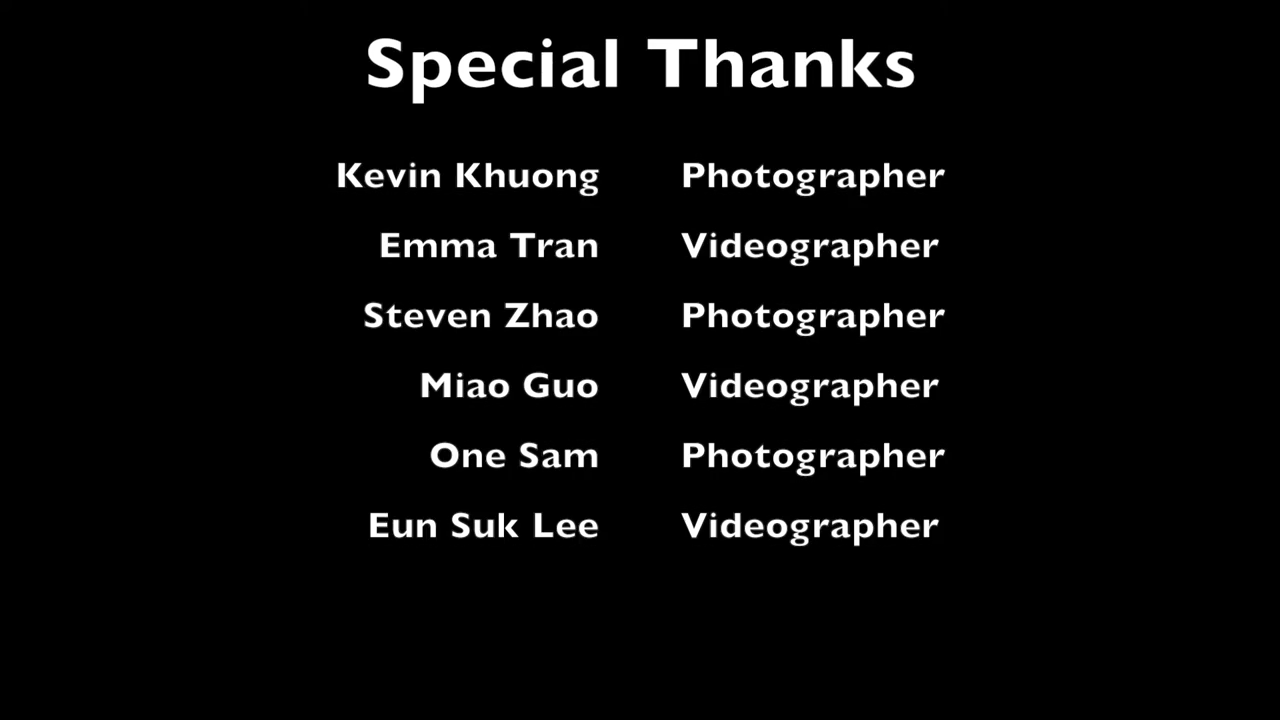 Special Thanks
Kevin Khuong Photographer
Emma Tran Videographer
Steven Zhao Photographer
Miao Guo Videographer
One Sam Photographer
Eun Suk Lee Videographer